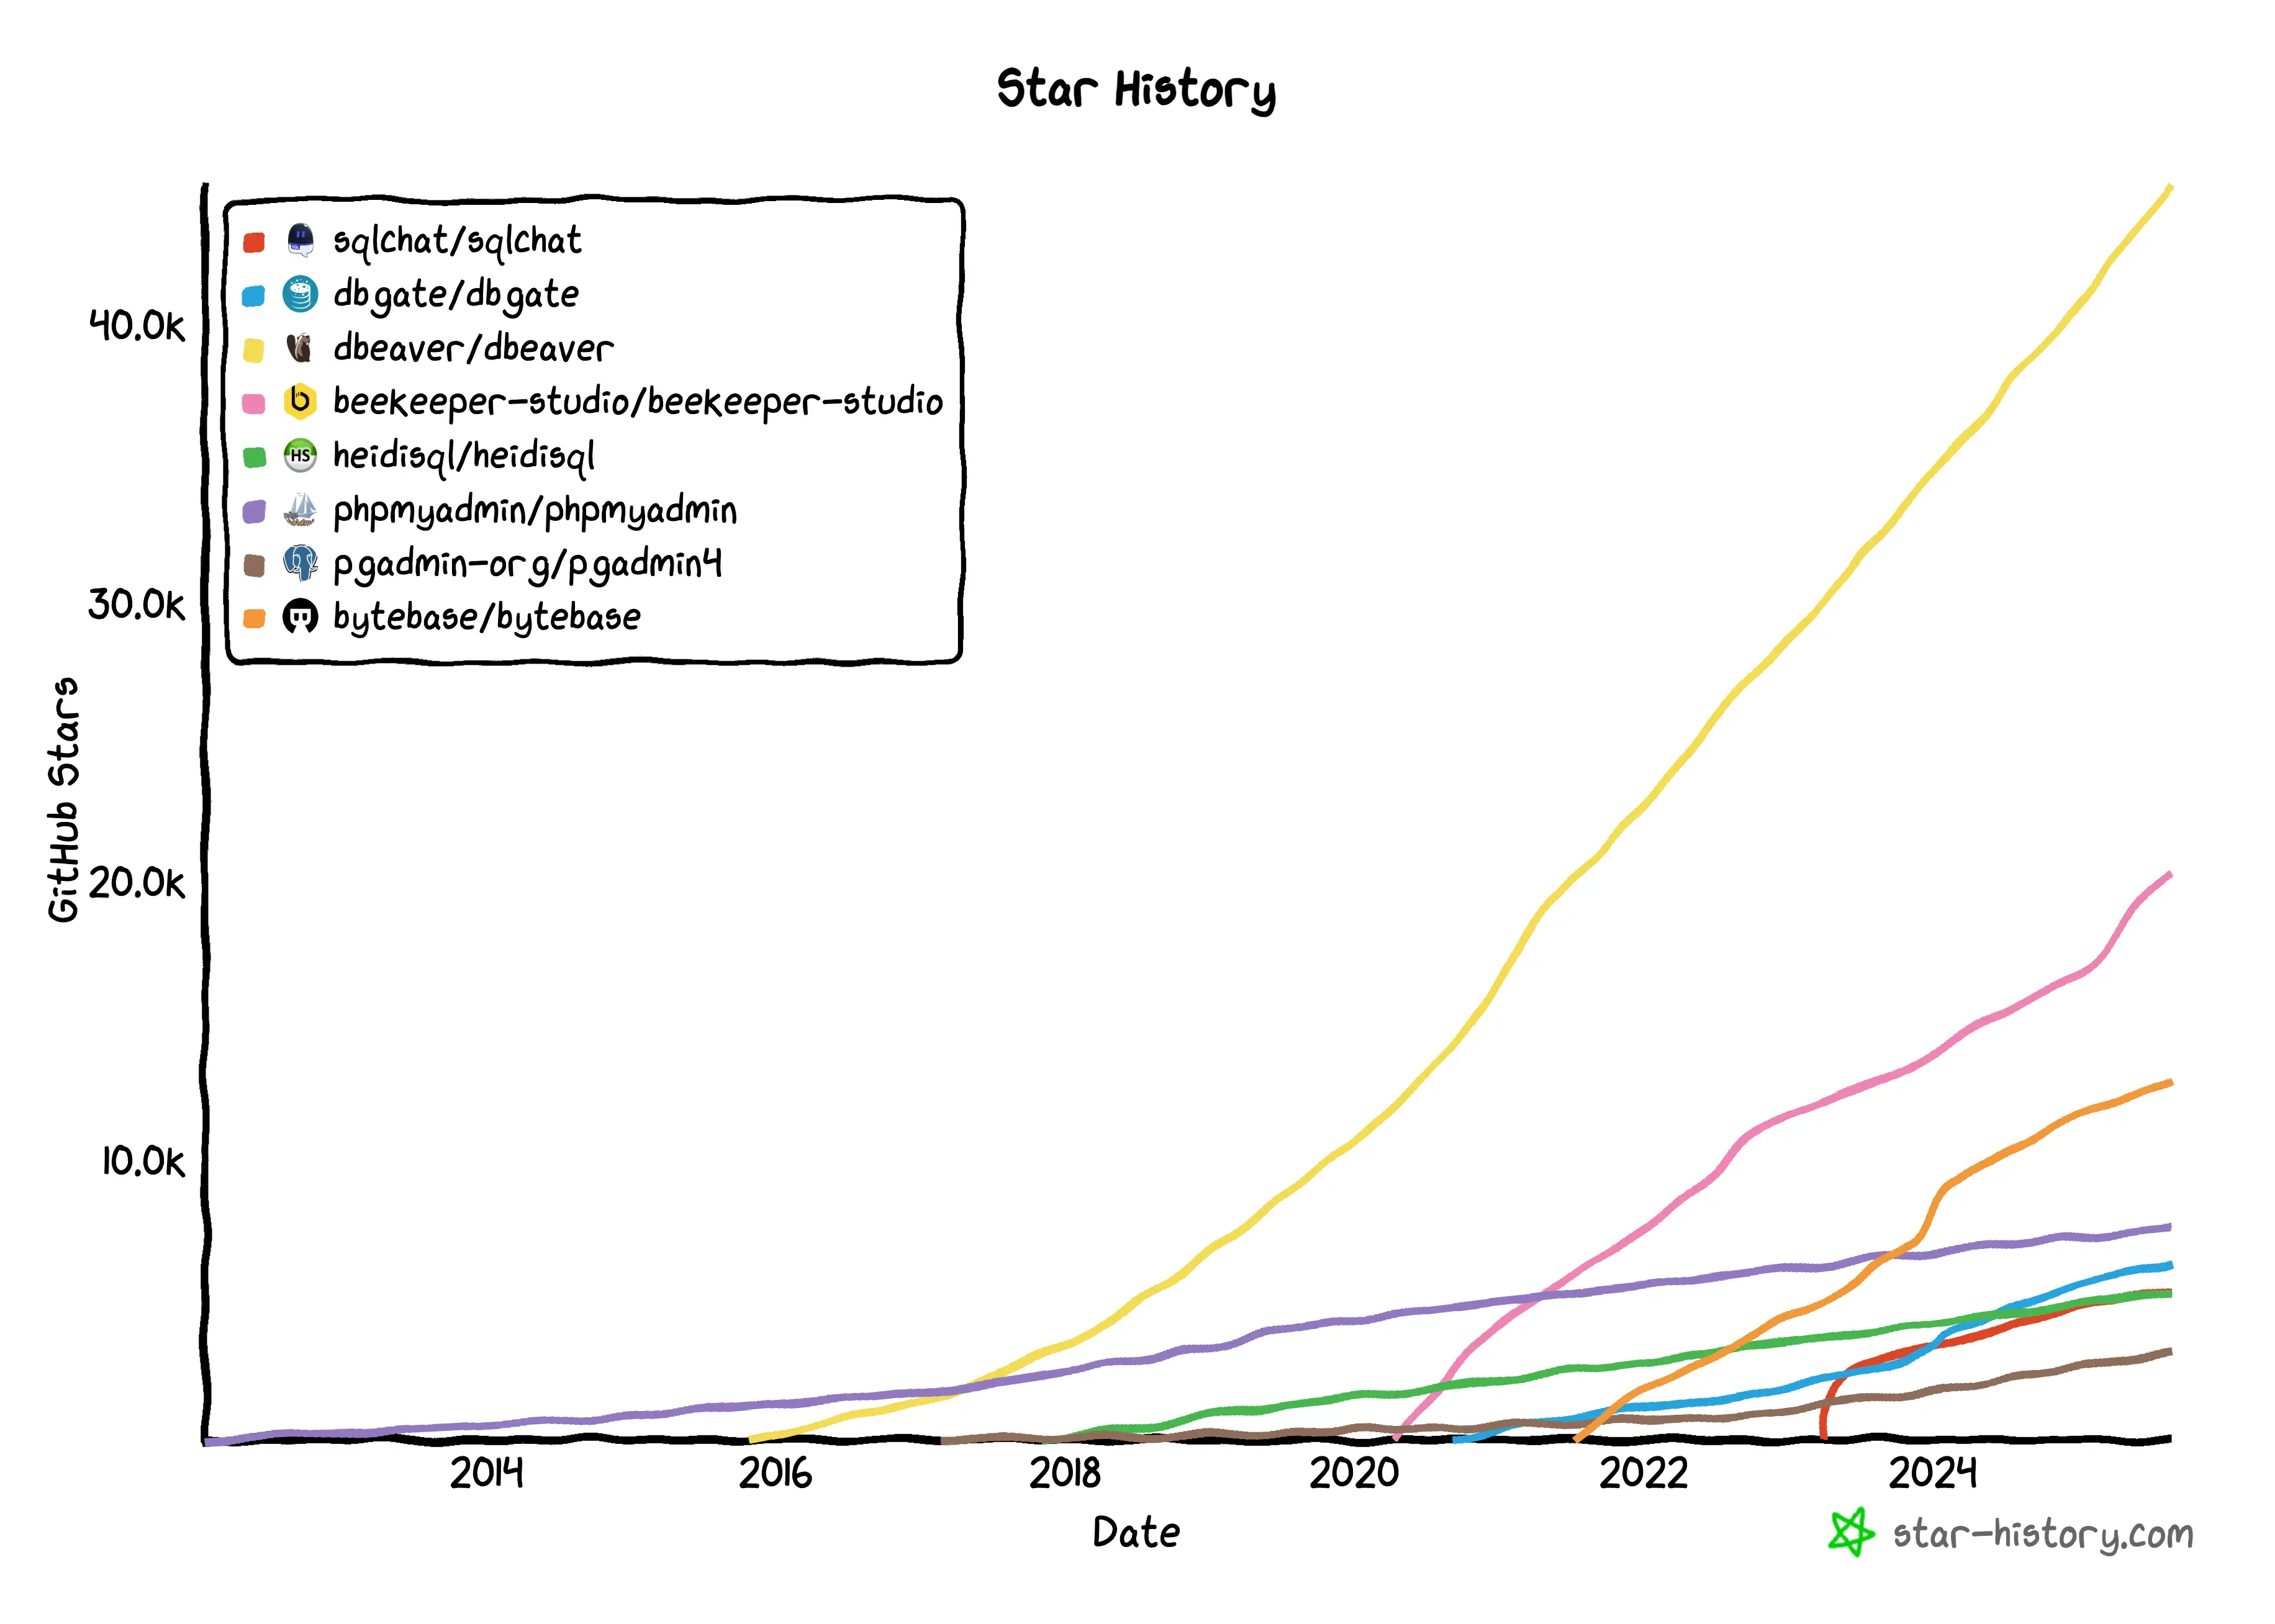 Star History
sqlchat/sqlchat
dbgate/dbgate
dbeaver/dbeaver
beekeeper-studio/beekeeper-studio
HS heidisql/heidisql
phpmyadmin/phpmyadmin
pgadmin-org/pgadmin4
bytebase/bytebase
40.0K
30.0K
20.0K
10.0K
GitHub Stars
2014 2016 2018 2020 2022 2024
Date
star-history.com